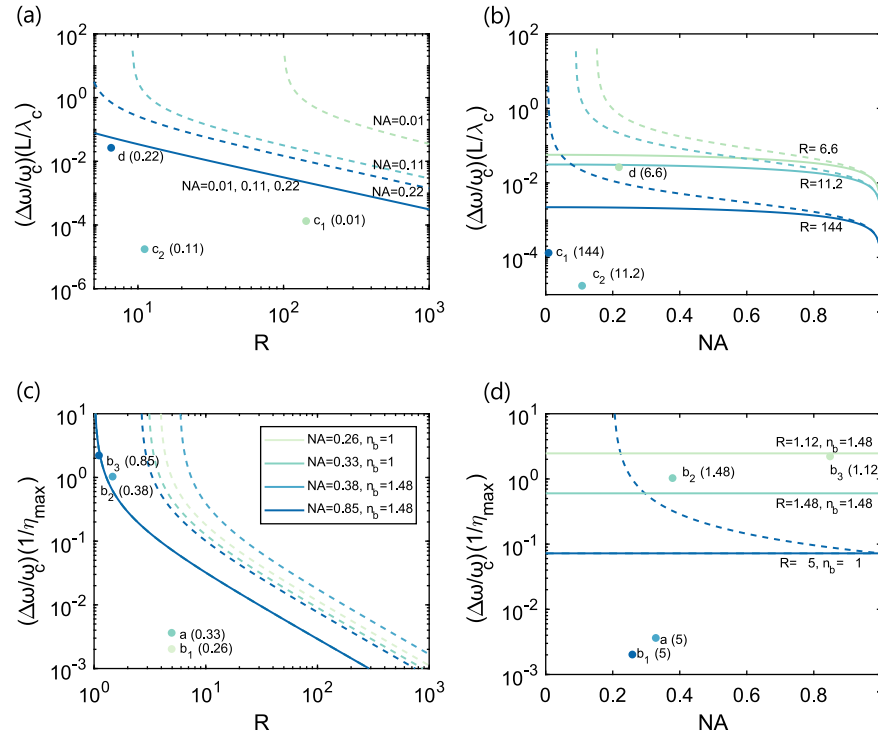 (a)
(Δω/ω_c)(L/λ_c)
10^2
10^0
10^-2
10^-4
10^-6
10^1
10^2
10^3
R
NA=0.01
NA=0.11
NA=0.22
NA=0.01, 0.11, 0.22
d (0.22)
c_1 (0.01)
c_2 (0.11)
(b)
(Δω/ω_c)(L/λ_c)
10^2
10^0
10^-2
10^-4
0
0.2
0.4
0.6
0.8
1
NA
R= 6.6
d (6.6)
R=11.2
R= 144
c_1 (144)
c_2 (11.2)
(c)
(Δω/ω_c)(1/η_max)
10^1
10^0
10^-1
10^-2
10^-3
10^0
10^1
10^2
10^3
R
b_3 (0.85)
b_2 (0.38)
a (0.33)
b_1 (0.26)
NA=0.26, n_b=1
NA=0.33, n_b=1
NA=0.38, n_b=1.48
NA=0.85, n_b=1.48
(d)
(Δω/ω_c)(1/η_max)
10^1
10^0
10^-1
10^-2
10^-3
0
0.2
0.4
0.6
0.8
NA
R=1.12, n_b=1.48
b_2 (1.48)
b_3 (1.12)
R=1.48, n_b=1.48
R= 5, n_b= 1
a (5)
b_1 (5)